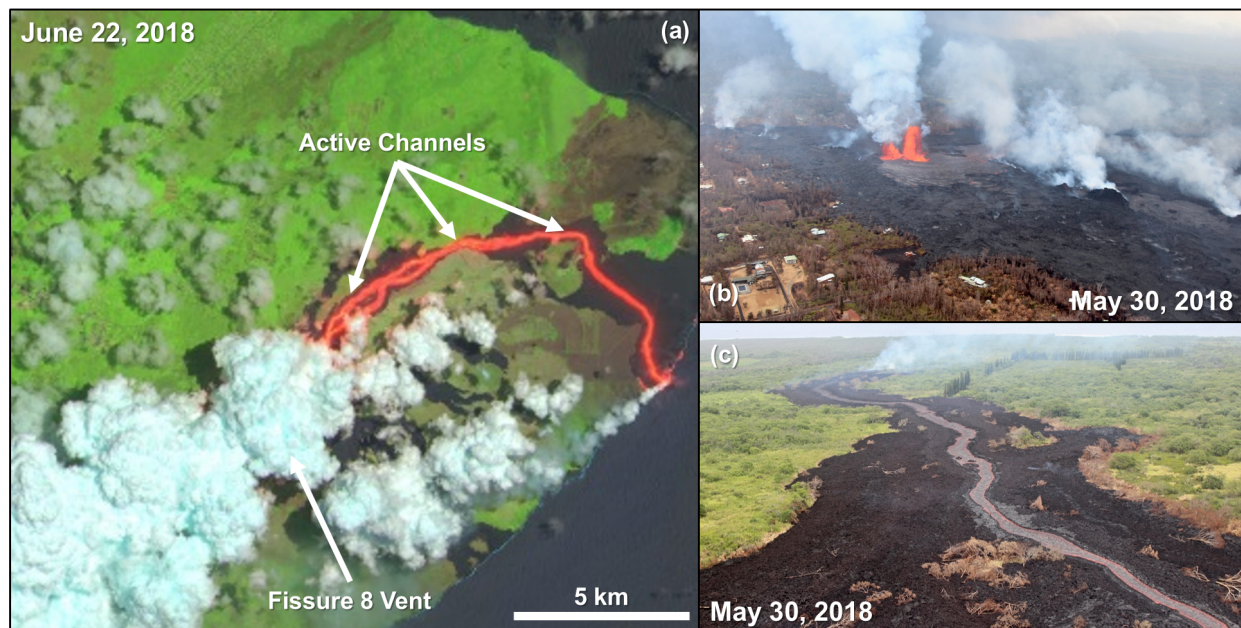 June 22, 2018
(a)
Active Channels
Fissure 8 Vent
5 km
(b)
May 30, 2018
(c)
May 30, 2018